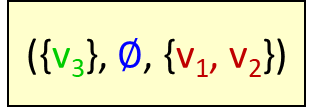 ({v₃}, Ø, {v₁, v₂})